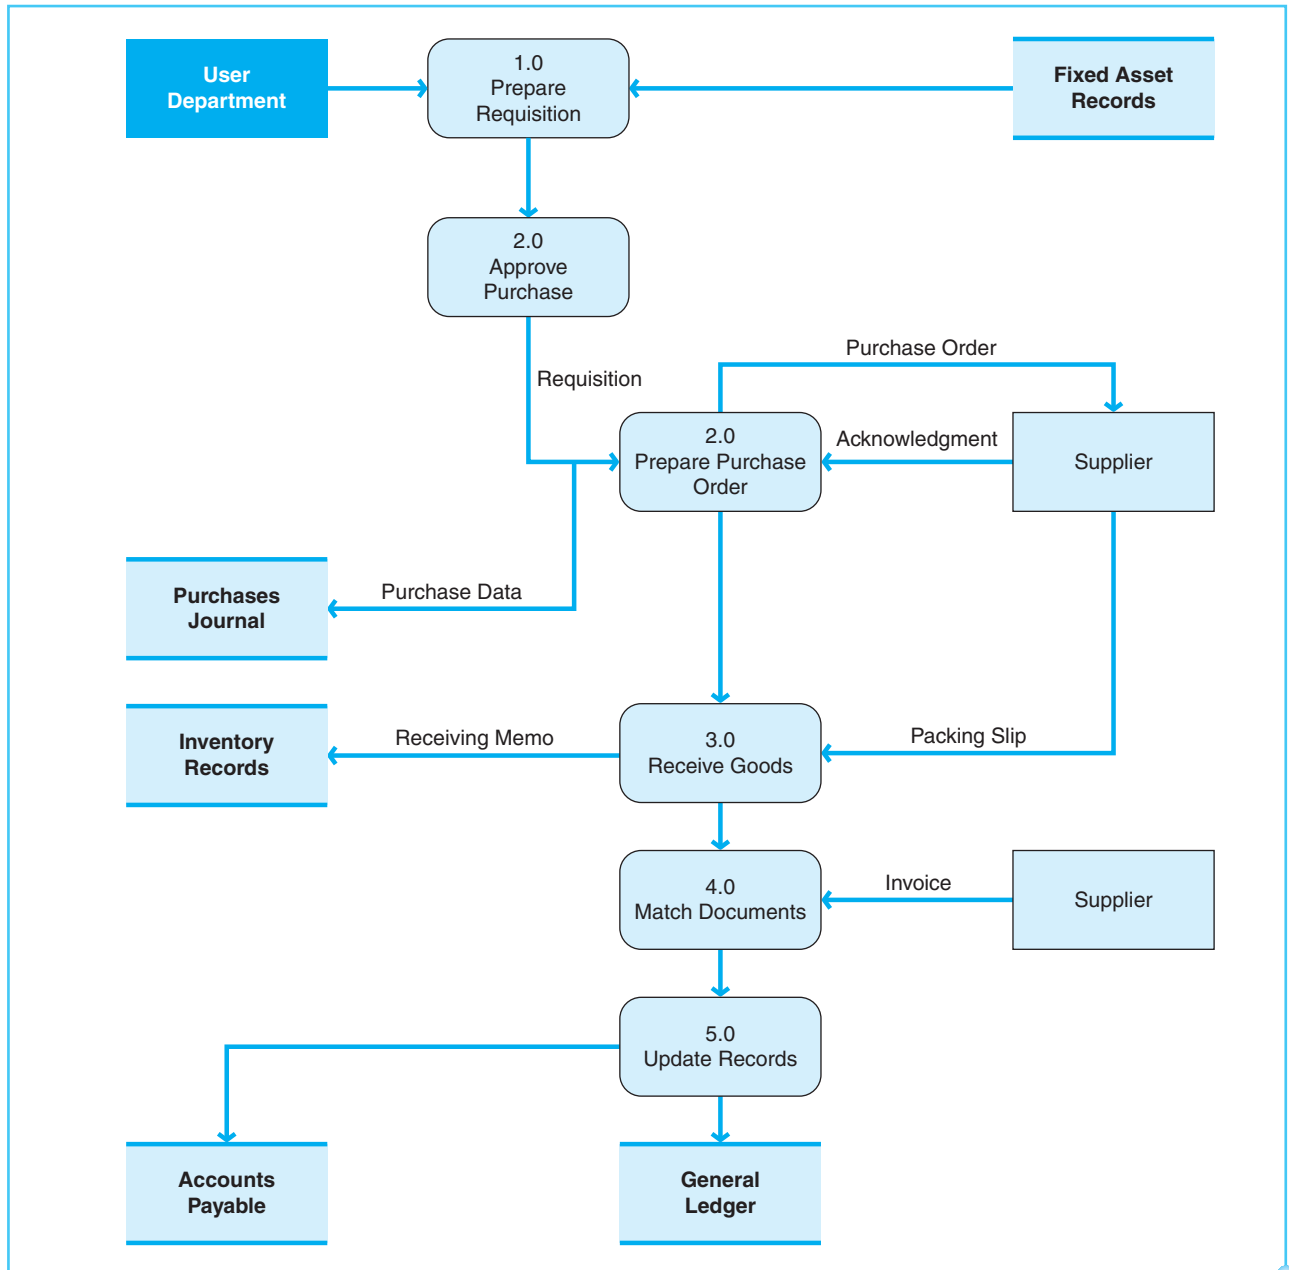 User
Department
1.0
Prepare
Requisition
Fixed Asset
Records
2.0
Approve
Purchase
Purchase Order
Requisition
2.0
Prepare Purchase
Order
Acknowledgment
Supplier
Purchases
Journal
Purchase Data
Inventory
Records
Receiving Memo
3.0
Receive Goods
Packing Slip
4.0
Match Documents
Invoice
Supplier
5.0
Update Records
Accounts
Payable
General
Ledger